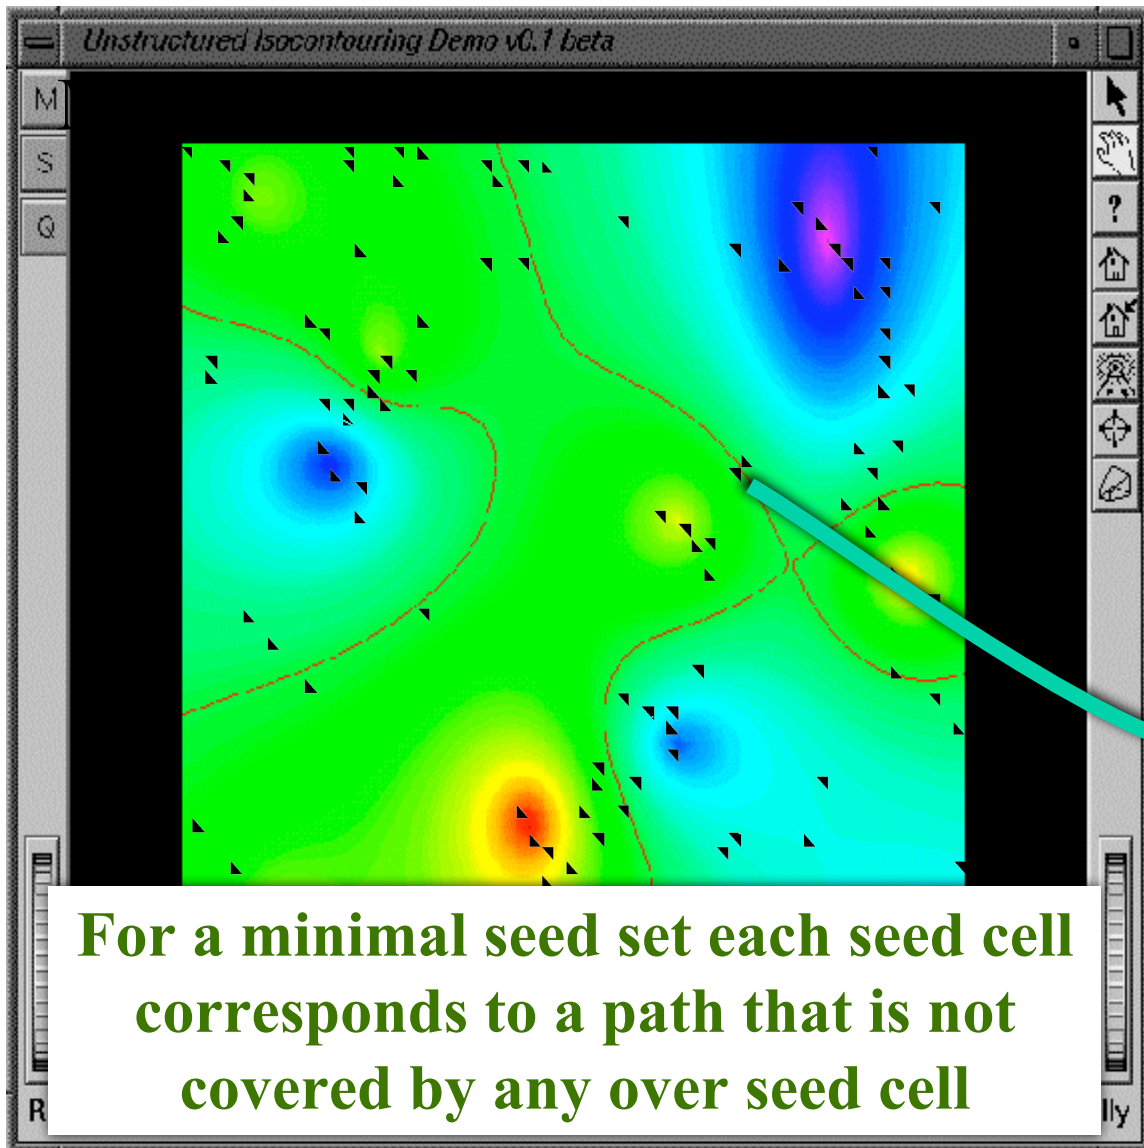 Unstructured Isocontouring Demo v0.1 beta
M
S
Q
?
For a minimal seed set each seed cell
corresponds to a path that is not
covered by any over seed cell
R
lly